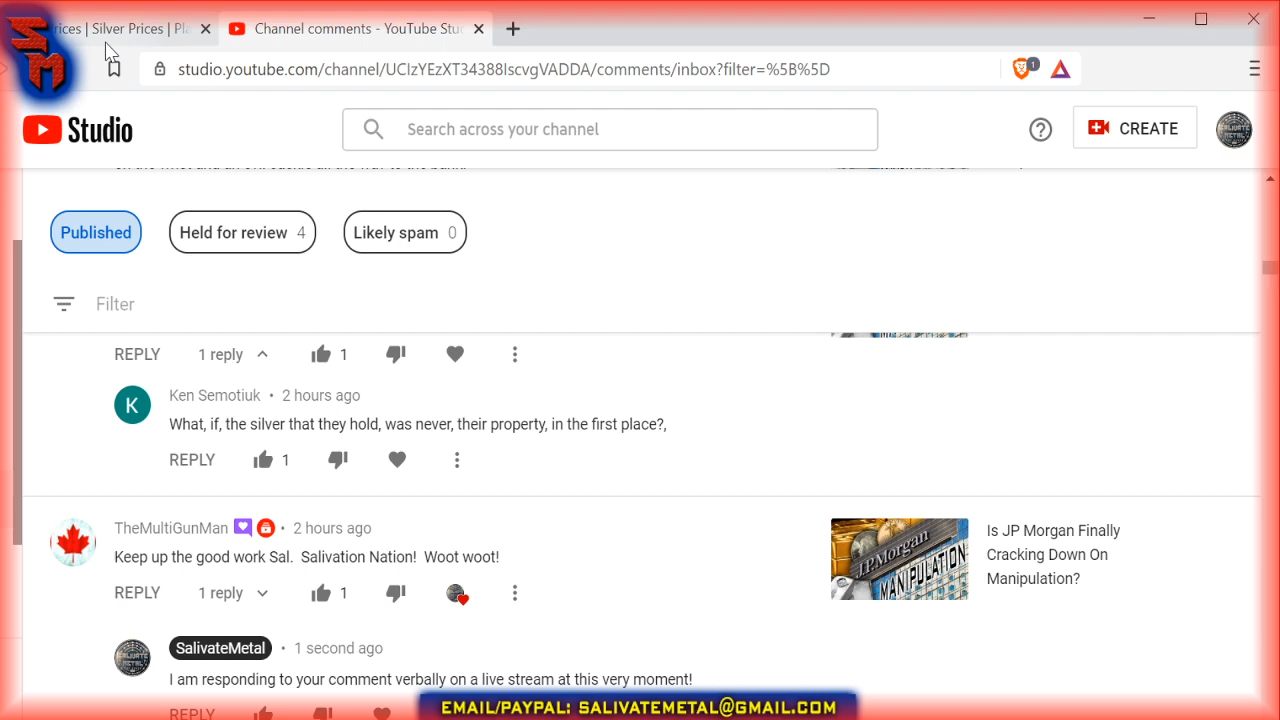 SM
rices | Silver Prices | Pla
Channel comments - YouTube Stu
studio.youtube.com/channel/UCIzYEzXT34388IscvgVADDA/comments/inbox?filter=%5B%5D
1
Studio
Search across your channel
CREATE
Published
Held for review 4
Likely spam 0
Filter
REPLY 1 reply 1
K
Ken Semotiuk • 2 hours ago
What, if, the silver that they hold, was never, their property, in the first place?,
REPLY 1
TheMultiGunMan • 2 hours ago
Keep up the good work Sal. Salivation Nation! Woot woot!
REPLY 1 reply 1
J.P.Morgan
MANIPULATION
Is JP Morgan Finally
Cracking Down On
Manipulation?
SalivateMetal • 1 second ago
I am responding to your comment verbally on a live stream at this very moment!
REPLY
EMAIL/PAYPAL: SALIVATEMETAL@GMAIL.COM